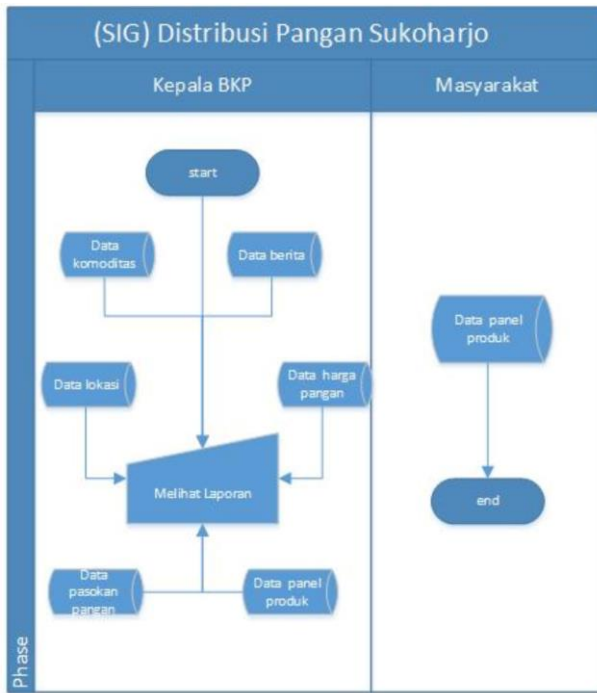 (SIG) Distribusi Pangan Sukoharjo
Kepala BKP
Masyarakat
start
Data
komoditas
Data berita
Data panel
produk
Data lokasi
Data harga
pangan
Melihat Laporan
end
Data
pasokan
pangan
Data panel
produk
Phase